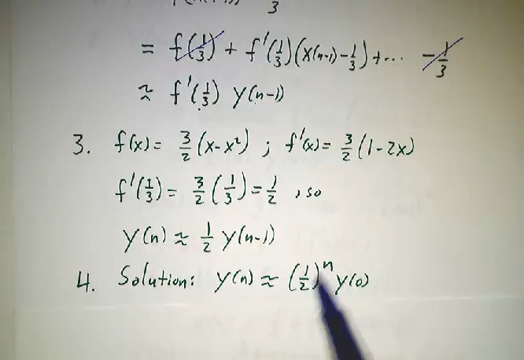 3
= f(1/3) + f'(1/3)(x(n-1)-1/3)+... -1/3
≈ f'(1/3) y(n-1)
3. f(x)= 3/2(x-x²) ; f'(x)= 3/2(1-2x)
f'(1/3)= 3/2(1/3)=1/2 , so
y(n) ≈ 1/2 y(n-1)
4. Solution: y(n) ≈ (1/2)ⁿ y(0)